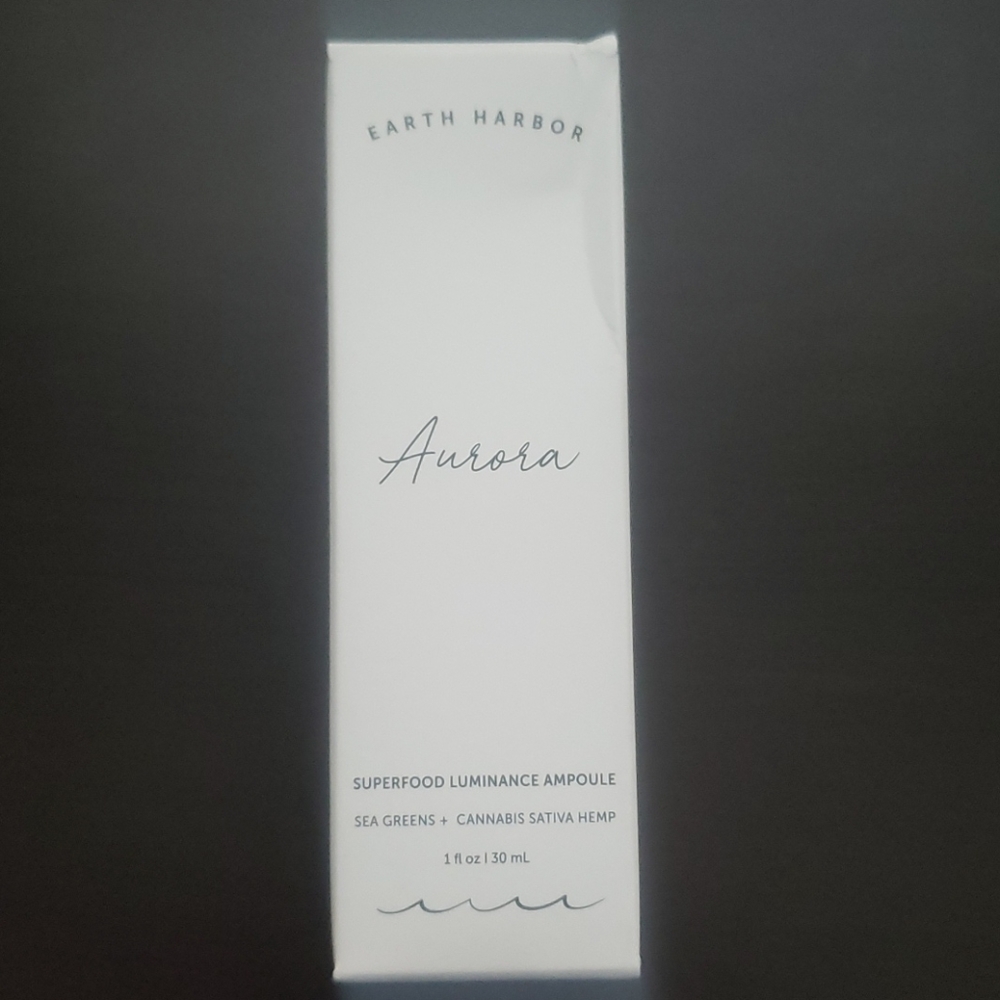 EARTH HARBOR
Aurora
SUPERFOOD LUMINANCE AMPOULE
SEA GREENS + CANNABIS SATIVA HEMP
1 fl oz | 30 mL